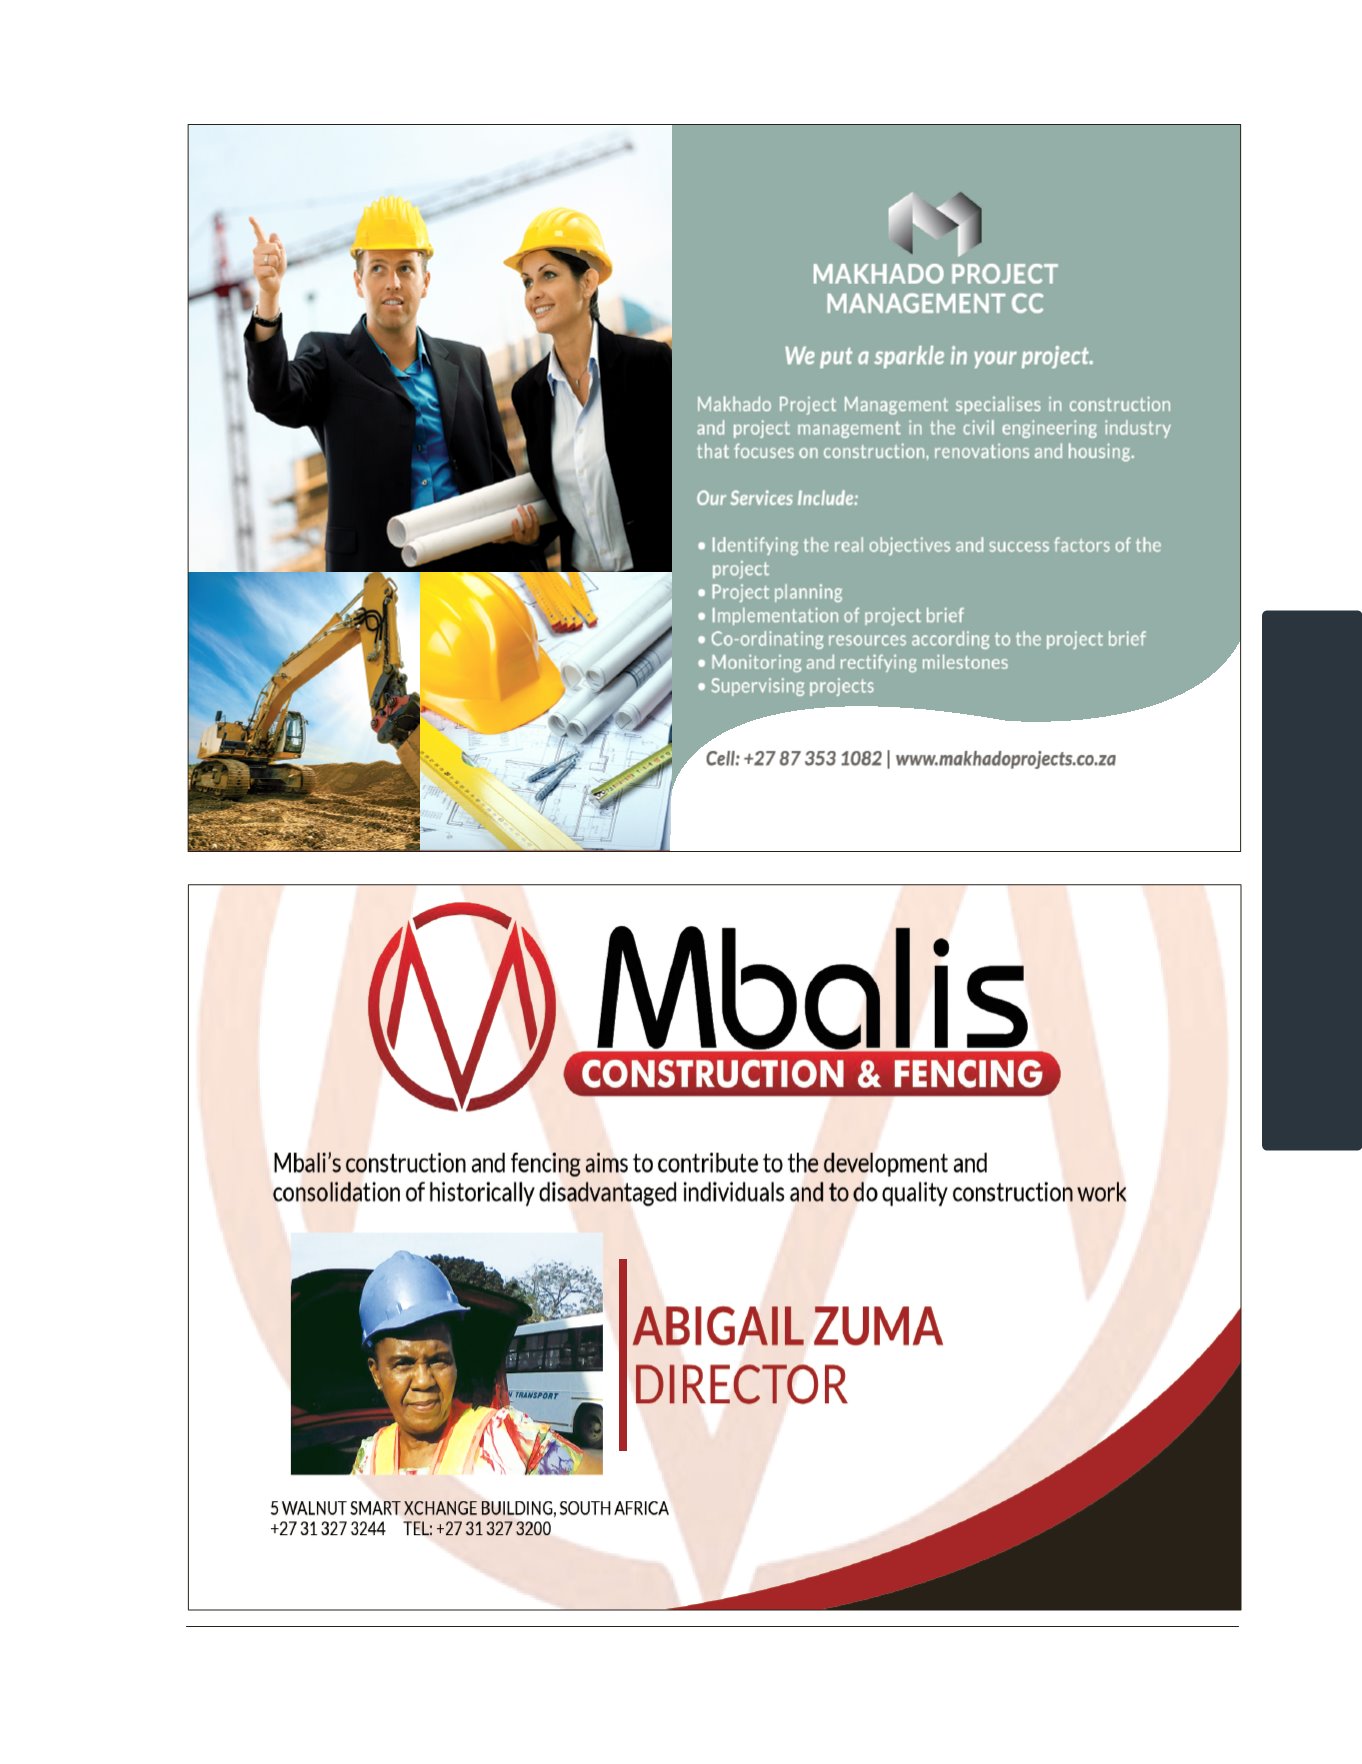 MAKHADO PROJECT
MANAGEMENT CC
We put a sparkle in your project.
Makhado Project Management specialises in construction
and project management in the civil engineering industry
that focuses on construction, renovations and housing.
Our Services Include:
• Identifying the real objectives and success factors of the
project
• Project planning
• Implementation of project brief
• Co-ordinating resources according to the project brief
• Monitoring and rectifying milestones
• Supervising projects
Cell: +27 87 353 1082 | www.makhadoprojects.co.za
Mbalis
CONSTRUCTION & FENCING
Mbali's construction and fencing aims to contribute to the development and
consolidation of historically disadvantaged individuals and to do quality construction work
N TRANSPORT
ABIGAIL ZUMA
DIRECTOR
5 WALNUT SMART XCHANGE BUILDING, SOUTH AFRICA
+27 31 327 3244 TEL: +27 31 327 3200